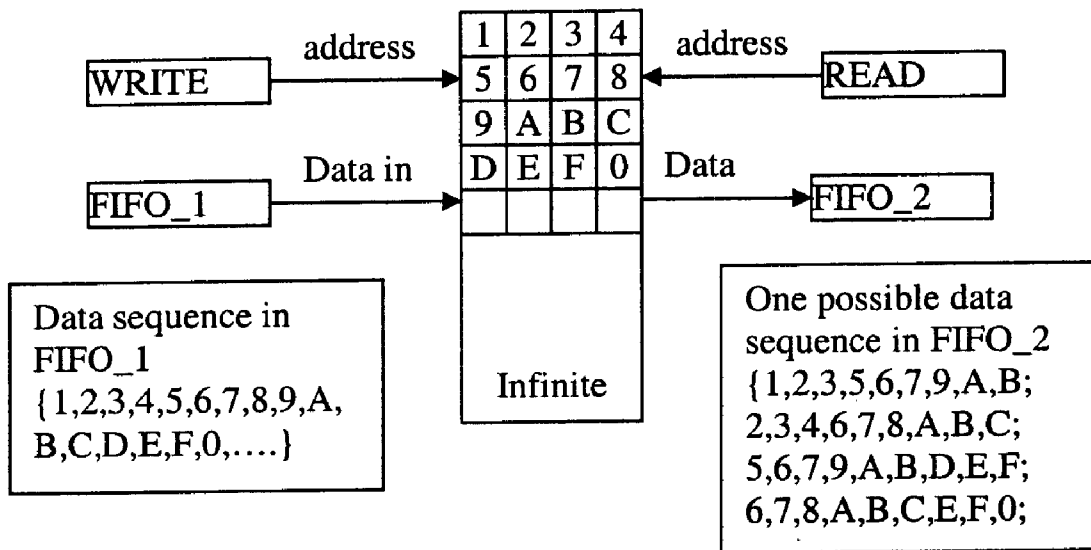 address
WRITE
1 2 3 4
5 6 7 8
9 A B C
D E F 0
address
READ
Data in
FIFO_1
Data
FIFO_2
Infinite
Data sequence in
FIFO_1
{1,2,3,4,5,6,7,8,9,A,
B,C,D,E,F,0,….}
One possible data
sequence in FIFO_2
{1,2,3,5,6,7,9,A,B;
2,3,4,6,7,8,A,B,C;
5,6,7,9,A,B,D,E,F;
6,7,8,A,B,C,E,F,0;